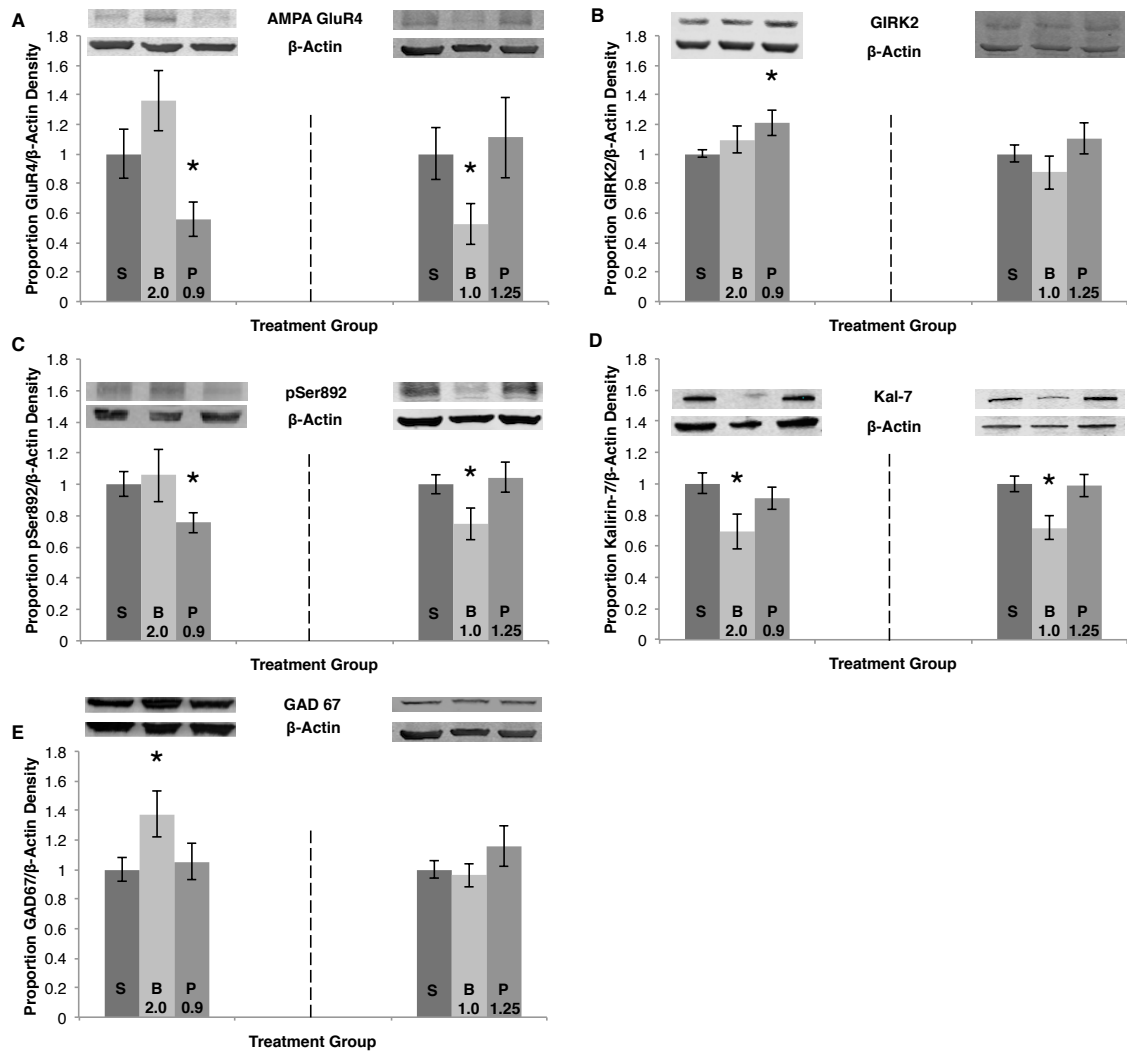 A
AMPA GluR4
β-Actin
Proportion GluR4/β-Actin Density
1.8
1.6
1.4
1.2
1
0.8
0.6
0.4
0.2
0
*
*
S B P S B P
2.0 0.9 1.0 1.25
Treatment Group
B
GIRK2
β-Actin
Proportion GIRK2/β-Actin Density
1.8
1.6
1.4
1.2
1
0.8
0.6
0.4
0.2
0
*
S B P S B P
2.0 0.9 1.0 1.25
Treatment Group
C
pSer892
β-Actin
Proportion pSer892/β-Actin Density
1.8
1.6
1.4
1.2
1
0.8
0.6
0.4
0.2
0
*
*
S B P S B P
2.0 0.9 1.0 1.25
Treatment Group
D
Kal-7
β-Actin
Proportion Kalirin-7/β-Actin Density
1.8
1.6
1.4
1.2
1
0.8
0.6
0.4
0.2
0
*
*
S B P S B P
2.0 0.9 1.0 1.25
Treatment Group
GAD 67
β-Actin
E
Proportion GAD67/β-Actin Density
1.8
1.6
1.4
1.2
1
0.8
0.6
0.4
0.2
0
*
S B P S B P
2.0 0.9 1.0 1.25
Treatment Group